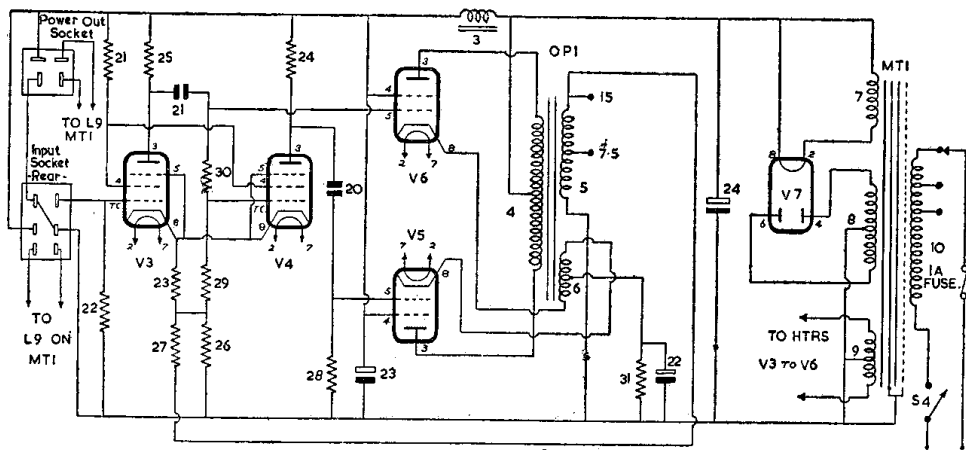 Power Out
Socket
21
25
24
3
OP1
MT1
TO L9
MT1
21
3
4
5
V6
2
7
8
15
7.5
5
4
7
8
2
V7
6
4
8
24
10
1A
FUSE
Input
Socket
-Rear-
3
5
4
TC
8
2
7
V3
30
3
5
4
TC
8
2
7
V4
20
V5
7
2
8
5
4
3
6
TO
L9 ON
MT1
22
23
29
27
26
28
23
31
22
TO HTRS
V3 TO V6
9
S4